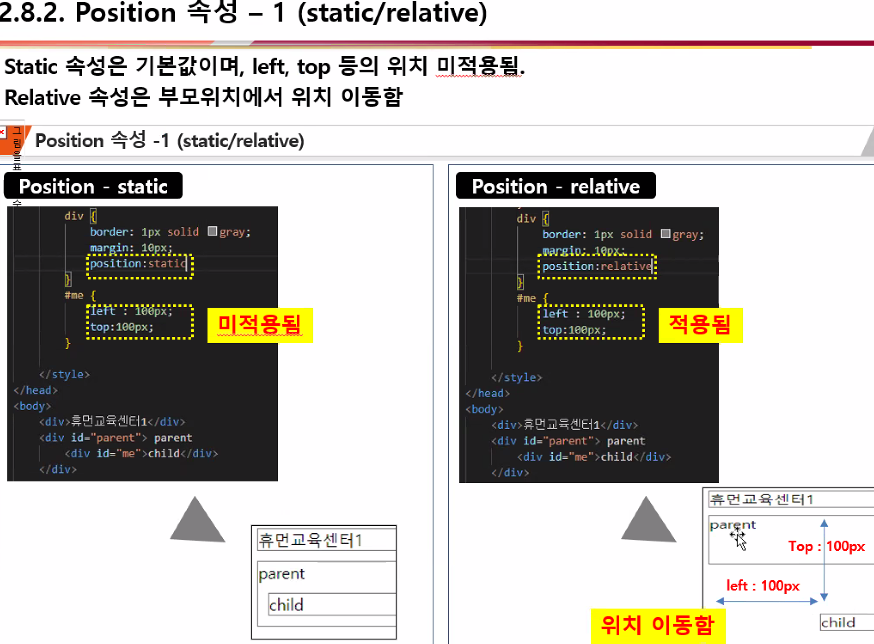 2.8.2. Position 속성 – 1 (static/relative)
Static 속성은 기본값이며, left, top 등의 위치 미적용됨.
Relative 속성은 부모위치에서 위치 이동함
Position 속성 -1 (static/relative)
Position - static
div {
border: 1px solid gray;
margin: 10px;
position:static
}
#me {
left : 100px;
top:100px;
}
미적용됨
</style>
</head>
<body>
<div>휴먼교육센터1</div>
<div id="parent"> parent
<div id="me">child</div>
</div>
휴먼교육센터1
parent
child
Position - relative
div {
border: 1px solid gray;
margin: 10px;
position:relative
}
#me {
left : 100px;
top:100px;
}
적용됨
</style>
</head>
<body>
<div>휴먼교육센터1</div>
<div id="parent"> parent
<div id="me">child</div>
</div>
휴먼교육센터1
parent
Top : 100px
left : 100px
child
위치 이동함